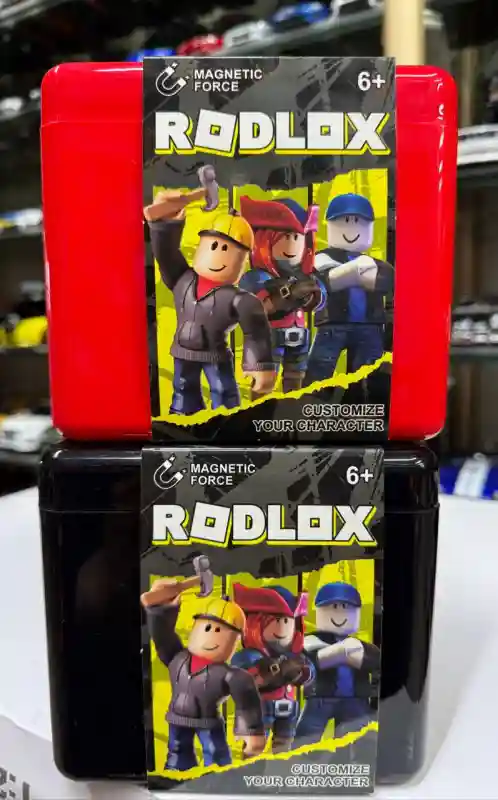 MAGNETIC
FORCE
6+
RODLOX
CUSTOMIZE
YOUR CHARACTER
MAGNETIC
FORCE
6+
RODLOX
CUSTOMIZE
YOUR CHARACTER